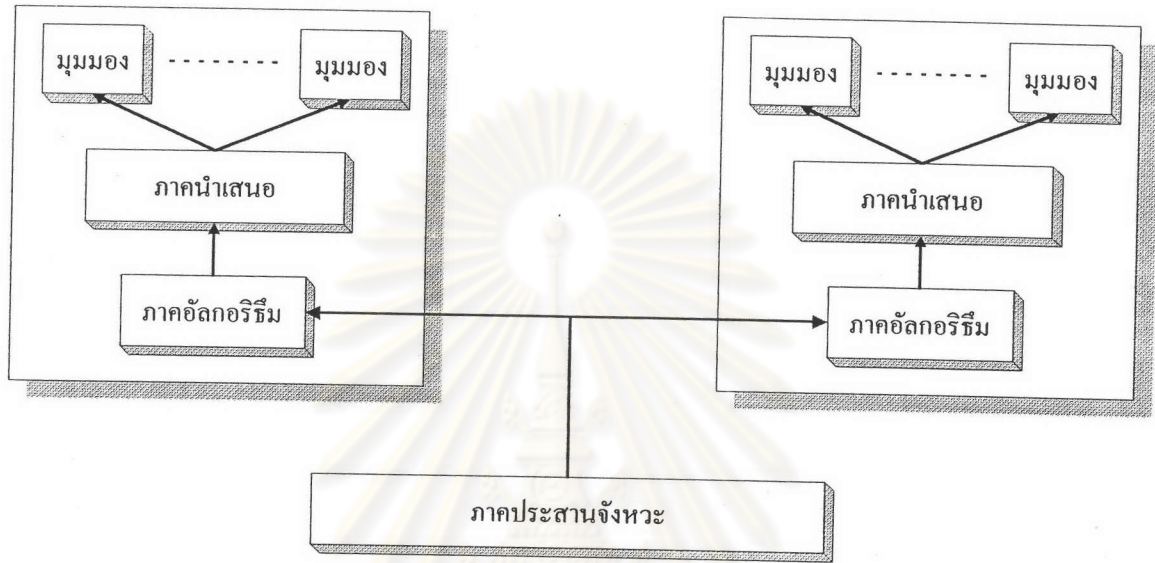 มุมมอง
มุมมอง
ภาคนำเสนอ
ภาคอัลกอริธึม
มุมมอง
มุมมอง
ภาคนำเสนอ
ภาคอัลกอริธึม
ภาคประสานจังหวะ